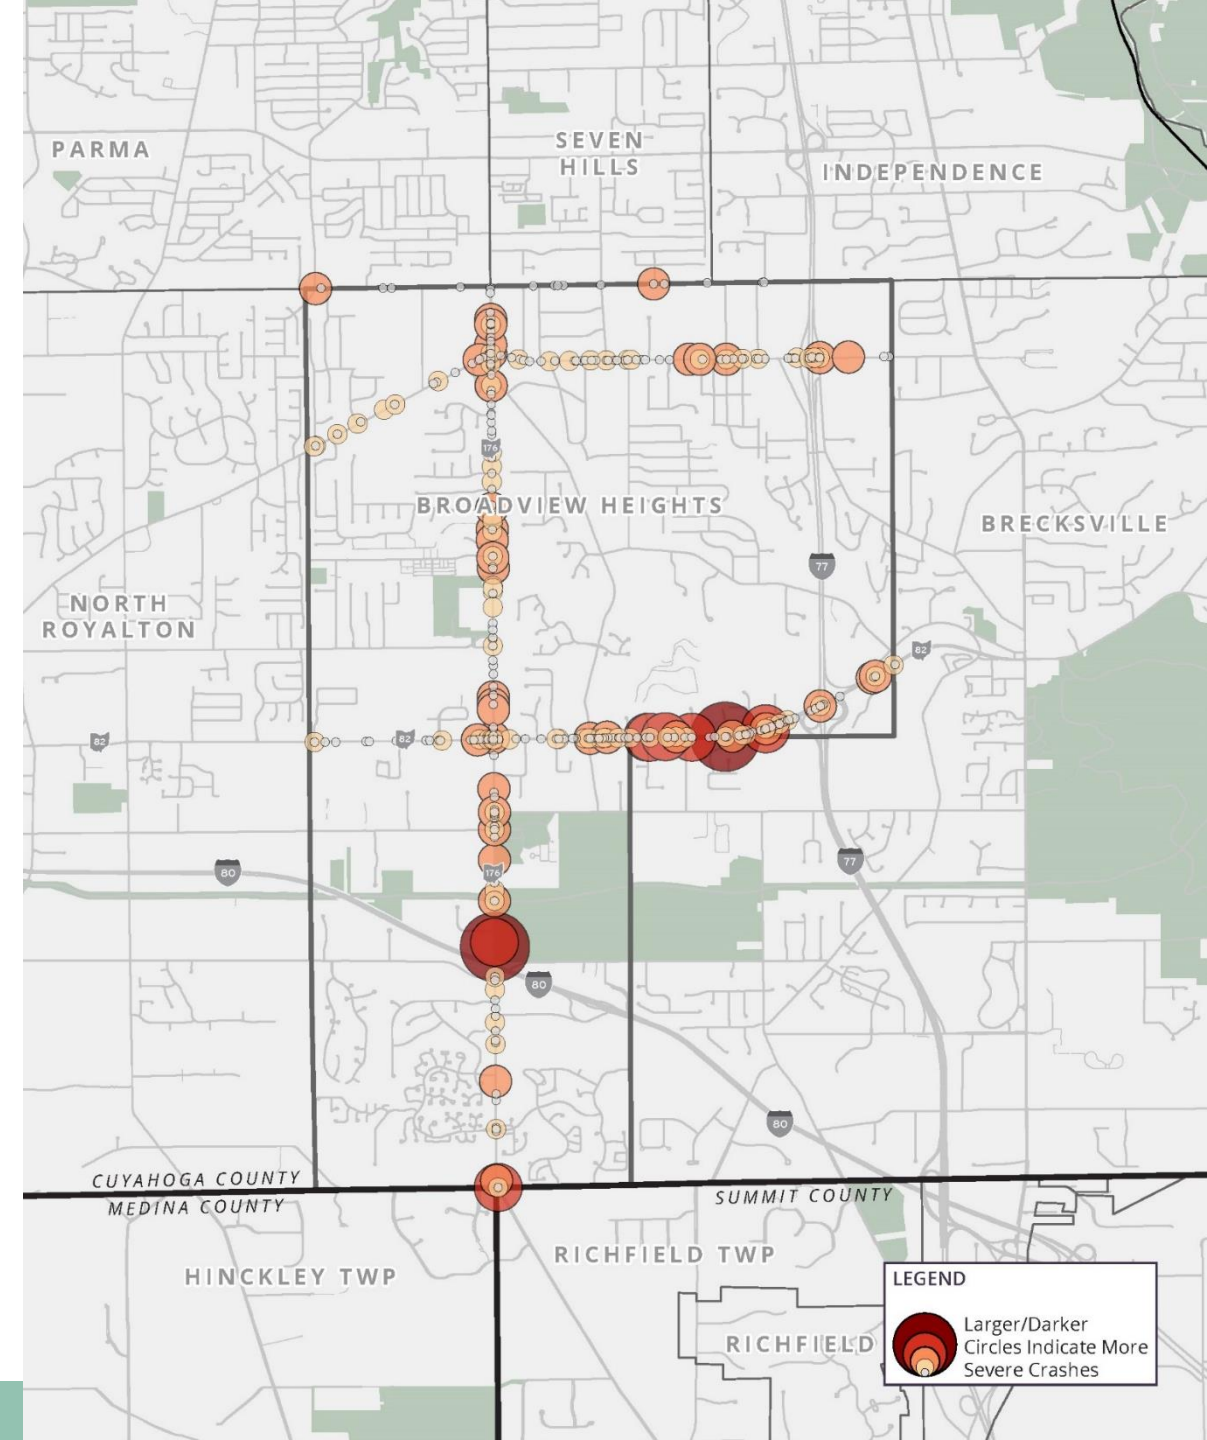 SEVEN
HILLS
PARMA
INDEPENDENCE
176
BROADVIEW HEIGHTS
BRECKSVILLE
77
NORTH
ROYALTON
82
82
82
77
80
176
80
80
CUYAHOGA COUNTY
MEDINA COUNTY
SUMMIT COUNTY
RICHFIELD TWP
HINCKLEY TWP
RICHFIELD
LEGEND
Larger/Darker
Circles Indicate More
Severe Crashes